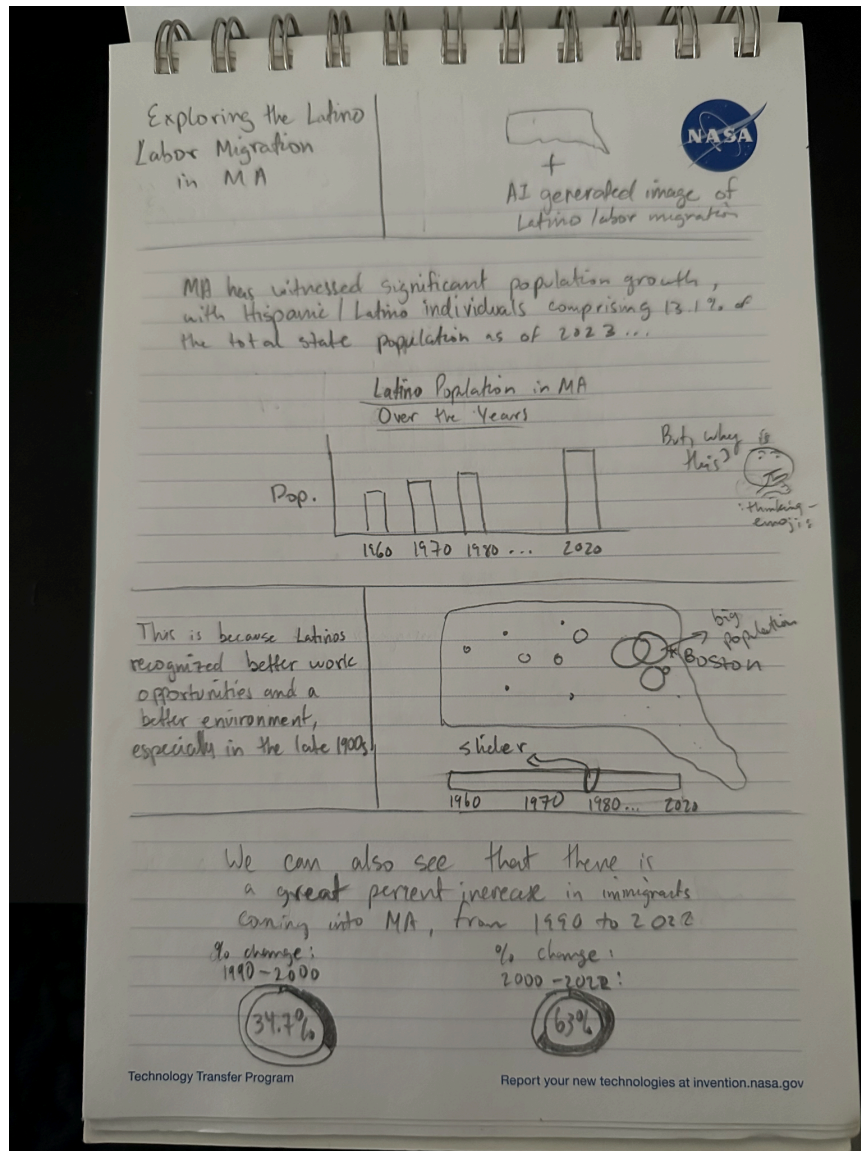 Exploring the Latino
Labor Migration
in MA
NASA
+
AI generated image of
Latino labor migration
MA has witnessed significant population growth,
with Hispanic / Latino individuals comprising 13.1% of
the total state population as of 2023...
Latino Poplation in MA
Over the Years
But, why is
this?
:thinking-
emoji:
Pop.
1960 1970 1980 ... 2020
This is because Latinos
recognized better work
opportunities and a
better environment,
especially in the late 1900s!
big
population
Boston
slider
1960 1970 1980... 2020
We can also see that there is
a great percent increase in immigrants
coming into MA, from 1990 to 2022
% change:
1990-2000
34.7%
% change:
2000-2022:
63%
Technology Transfer Program
Report your new technologies at invention.nasa.gov